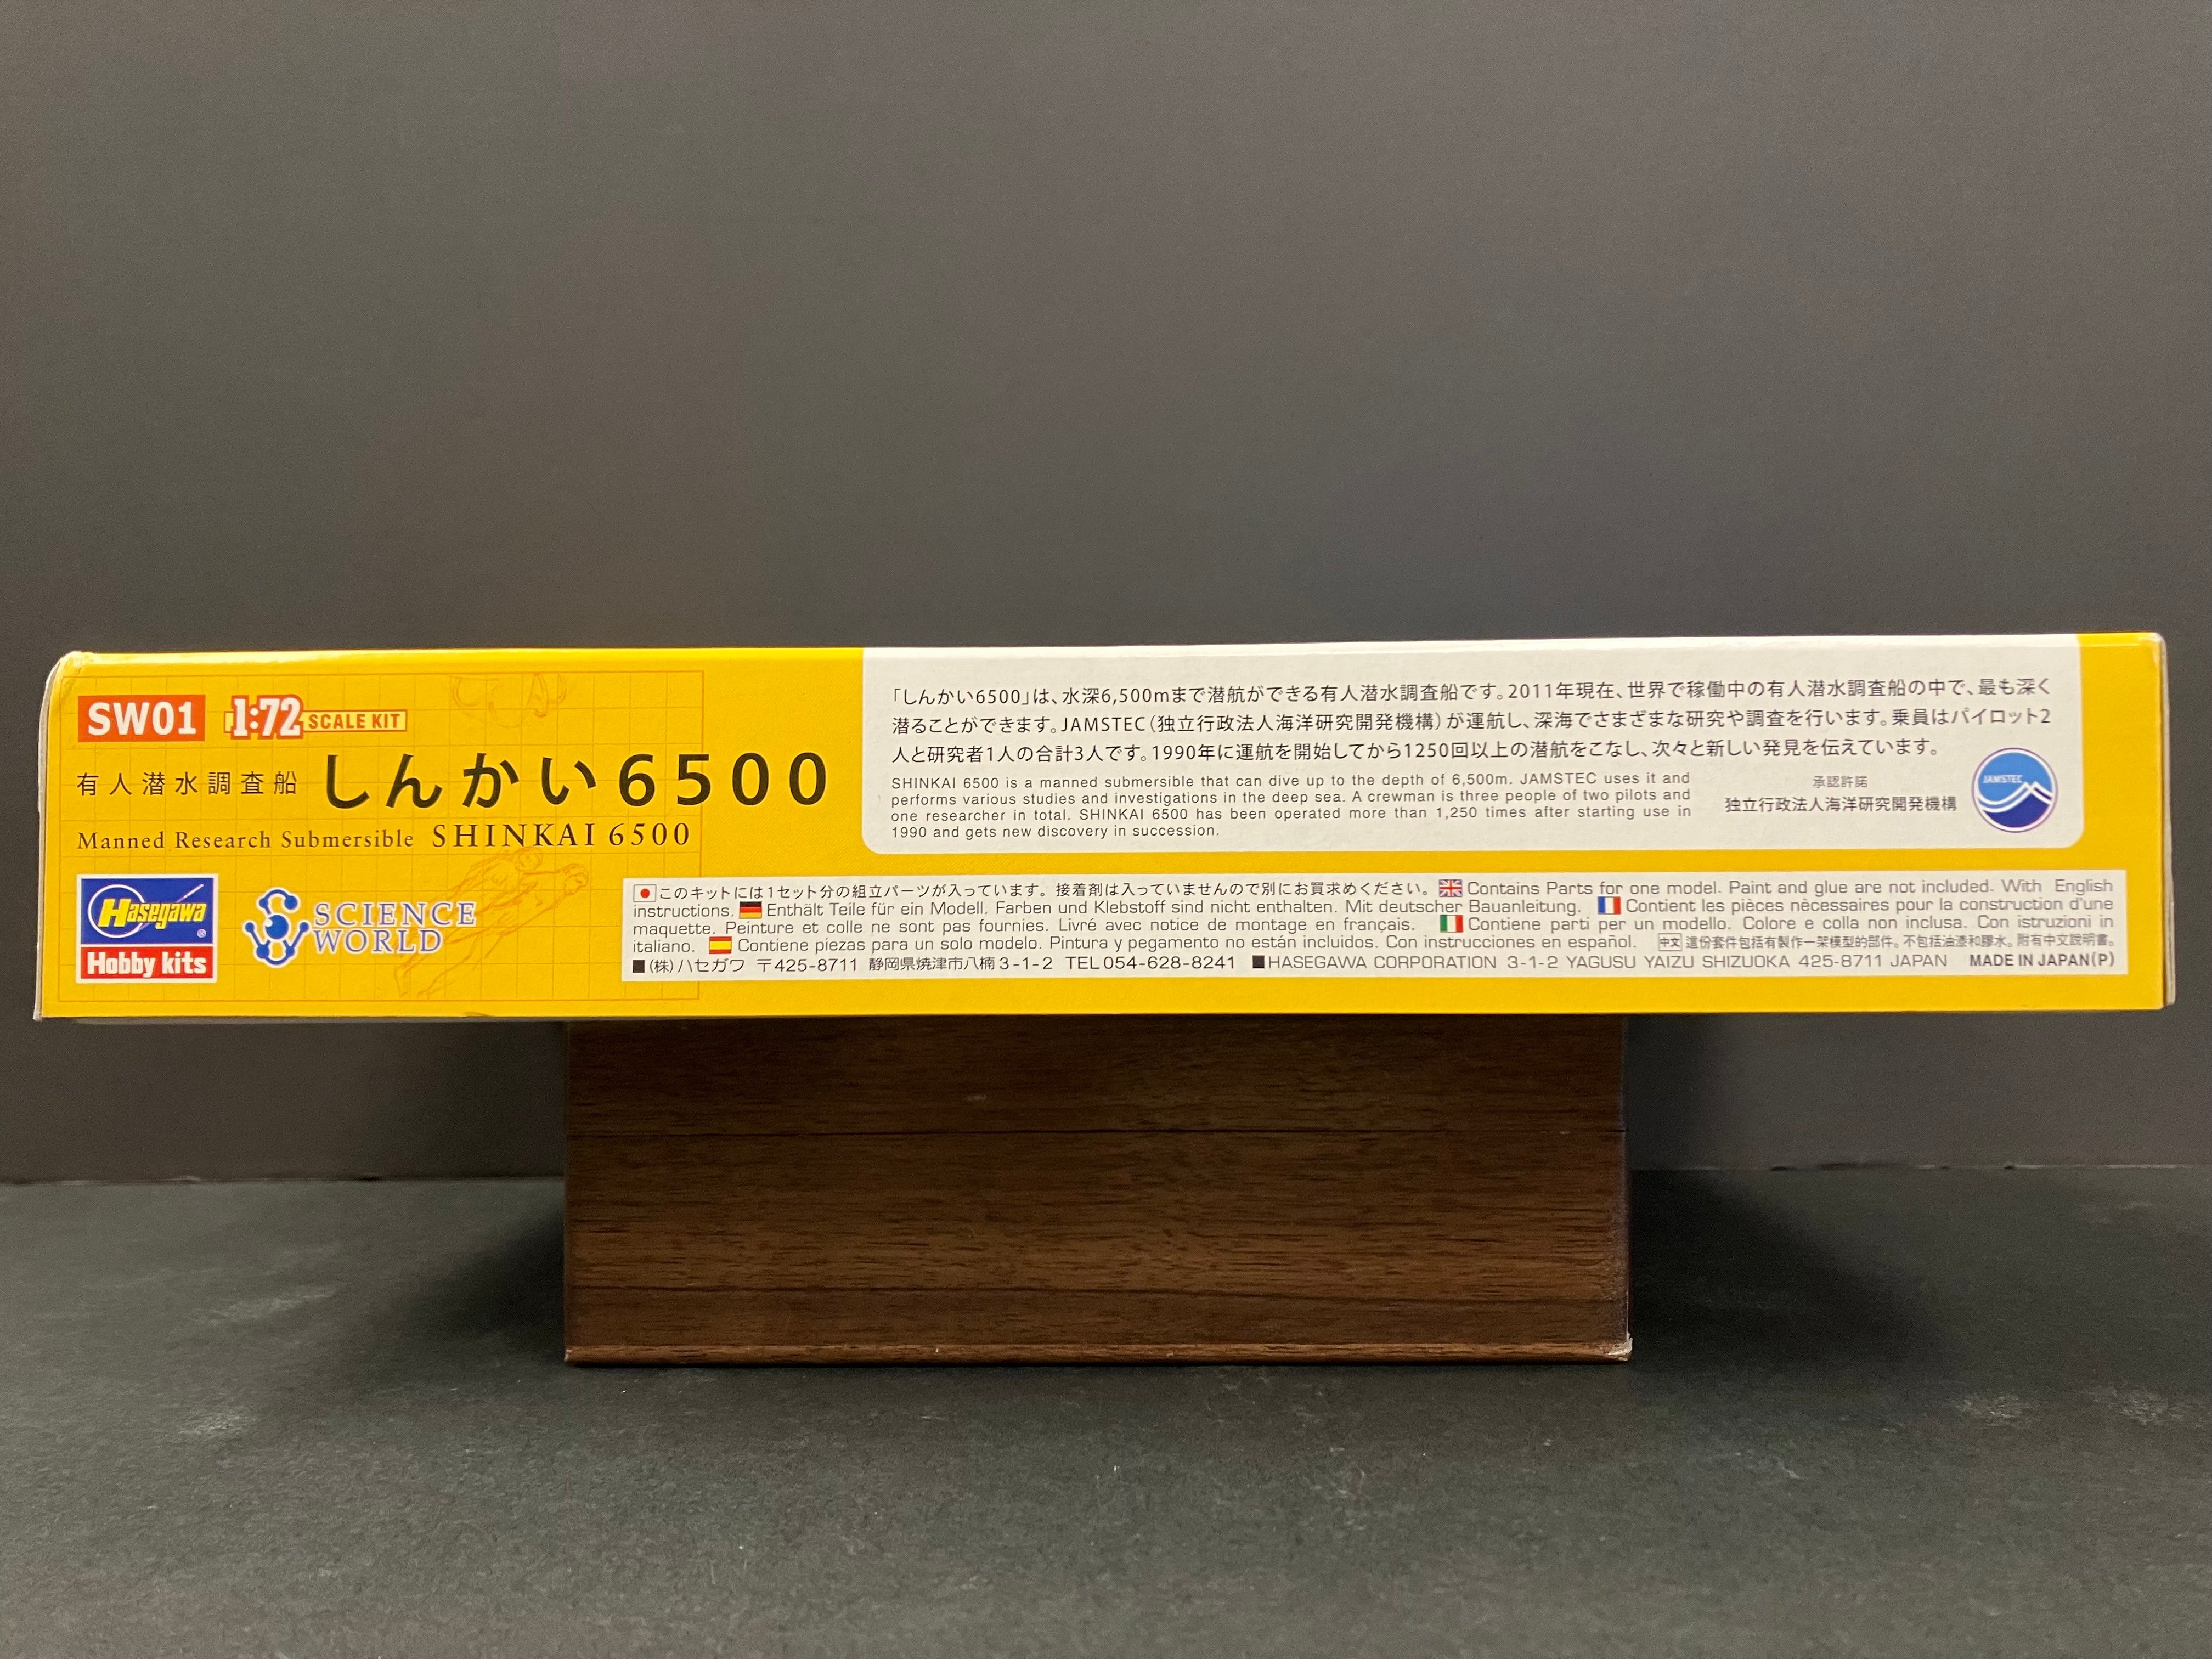 SW01 1:72 SCALE KIT
有人潜水調査船 しんかい6500
Manned Research Submersible SHINKAI 6500
Hasegawa®
Hobby kits
SCIENCE
WORLD
「しんかい6500」は、水深6,500mまで潜航ができる有人潜水調査船です。2011年現在、世界で稼働中の有人潜水調査船の中で、最も深く
潜ることができます。JAMSTEC（独立行政法人海洋研究開発機構）が運航し、深海でさまざまな研究や調査を行います。乗員はパイロット2
人と研究者1人の合計3人です。1990年に運航を開始してから1250回以上の潜航をこなし、次々と新しい発見を伝えています。
SHINKAI 6500 is a manned submersible that can dive up to the depth of 6,500m. JAMSTEC uses it and
performs various studies and investigations in the deep sea. A crewman is three people of two pilots and
one researcher in total. SHINKAI 6500 has been operated more than 1,250 times after starting use in
1990 and gets new discovery in succession.
承認許諾
独立行政法人海洋研究開発機構
JAMSTEC
このキットには1セット分の組立パーツが入っています。接着剤は入っていませんので別にお買求めください。 Contains Parts for one model. Paint and glue are not included. With English
instructions. Enthält Teile für ein Modell. Farben und Klebstoff sind nicht enthalten. Mit deutscher Bauanleitung. Contient les pièces nècessaires pour la construction d'une
maquette. Peinture et colle ne sont pas fournies. Livré avec notice de montage en français. Contiene parti per un modello. Colore e colla non inclusa. Con istruzioni in
italiano. Contiene piezas para un solo modelo. Pintura y pegamento no están incluidos. Con instrucciones en español. 中文 這份套件包括有製作一架模型的部件。不包括油漆和膠水。附有中文說明書。
■(株)ハセガワ 〒425-8711 静岡県焼津市八楠3-1-2 TEL 054-628-8241 ■HASEGAWA CORPORATION 3-1-2 YAGUSU YAIZU SHIZUOKA 425-8711 JAPAN MADE IN JAPAN(P)